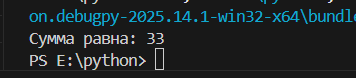 on.debugpy-2025.14.1-win32-x64\bundle
Сумма равна: 33
PS E:\python>